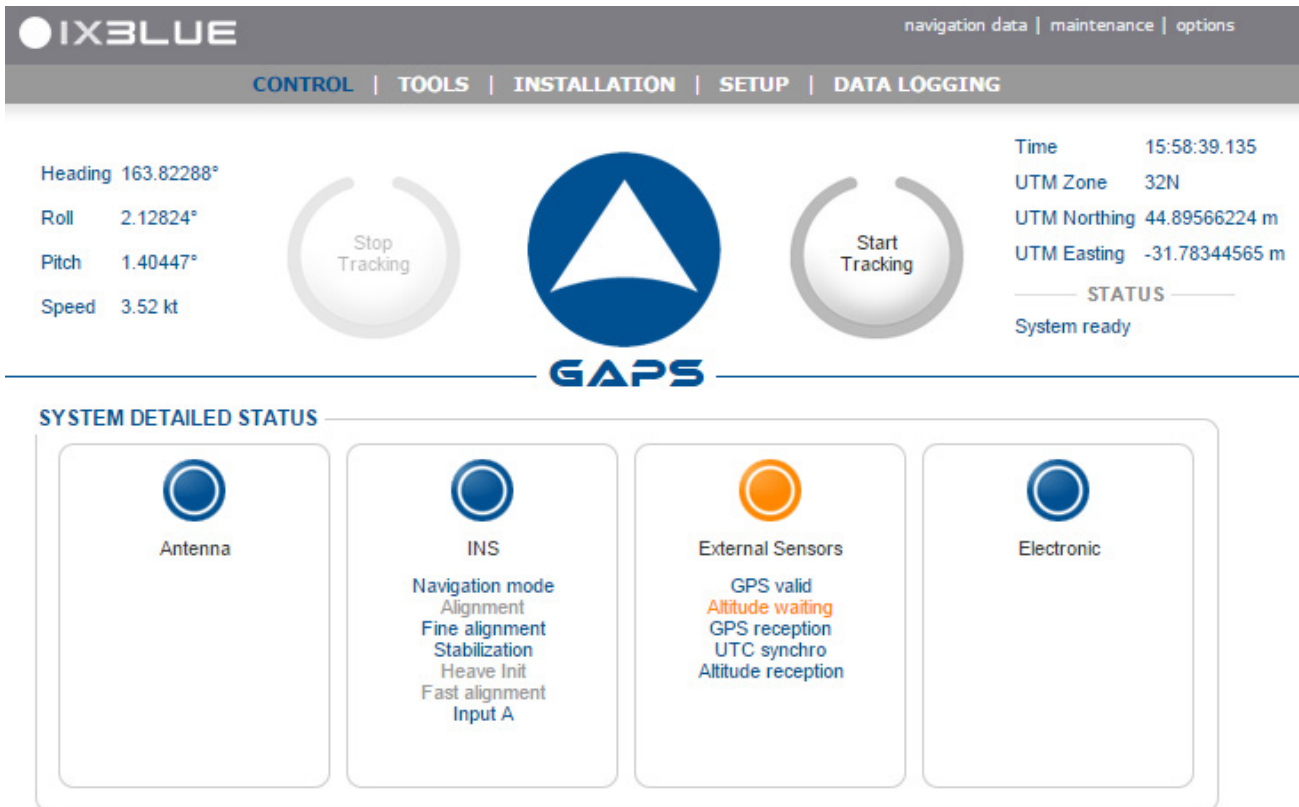 IXBLUE
navigation data | maintenance | options
CONTROL | TOOLS | INSTALLATION | SETUP | DATA LOGGING
Heading 163.82288°
Roll 2.12824°
Pitch 1.40447°
Speed 3.52 kt
Stop
Tracking
GAPS
Start
Tracking
Time 15:58:39.135
UTM Zone 32N
UTM Northing 44.89566224 m
UTM Easting -31.78344565 m
STATUS
System ready
SYSTEM DETAILED STATUS
Antenna
INS
Navigation mode
Alignment
Fine alignment
Stabilization
Heave Init
Fast alignment
Input A
External Sensors
GPS valid
Altitude waiting
GPS reception
UTC synchro
Altitude reception
Electronic